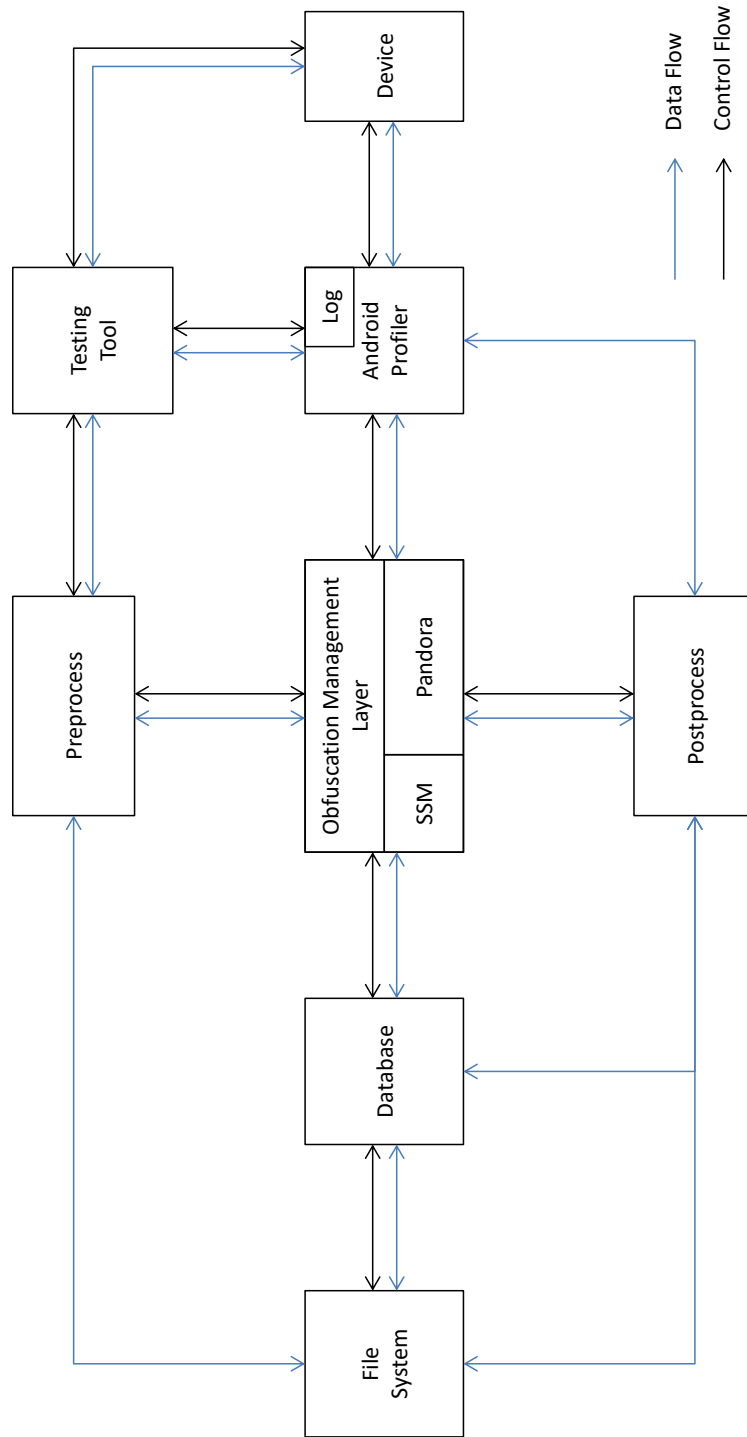 Preprocess
Testing
Tool
File
System
Database
Obfuscation Management
Layer
SSM
Pandora
Log
Android
Profiler
Device
Postprocess
Data Flow
Control Flow